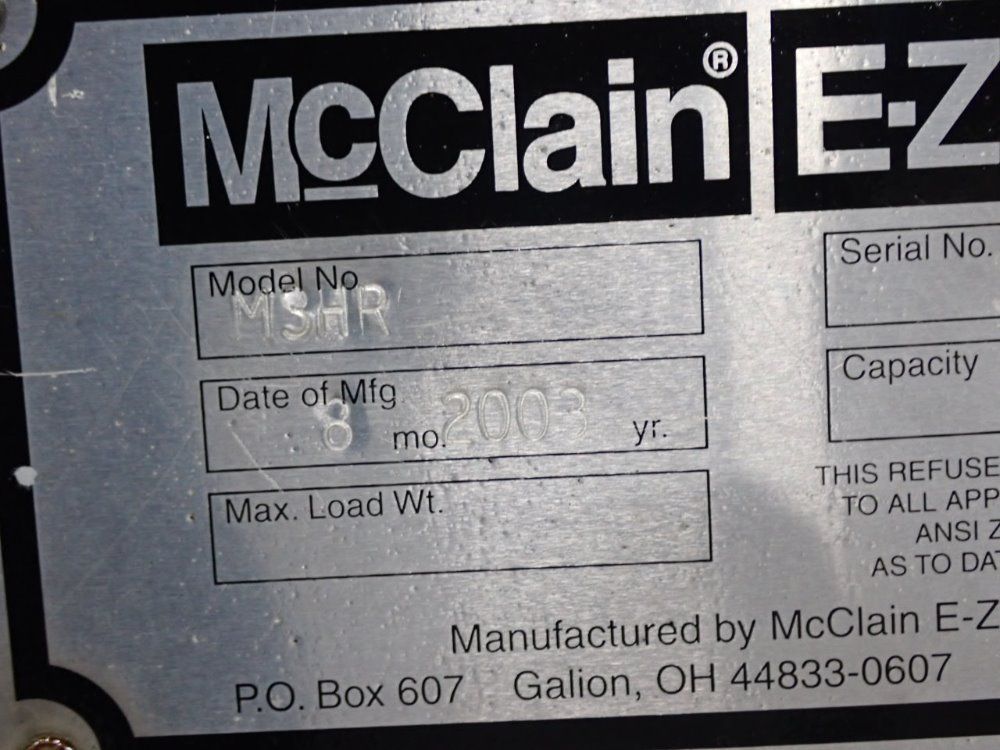 McClain® E-Z
Model No.
MSHR
Serial No.
Date of Mfg.
8 mo. 2003 yr.
Capacity
Max. Load Wt.
THIS REFUSE
TO ALL APP
ANSI Z
AS TO DA
Manufactured by McClain E-Z
P.O. Box 607 Galion, OH 44833-0607